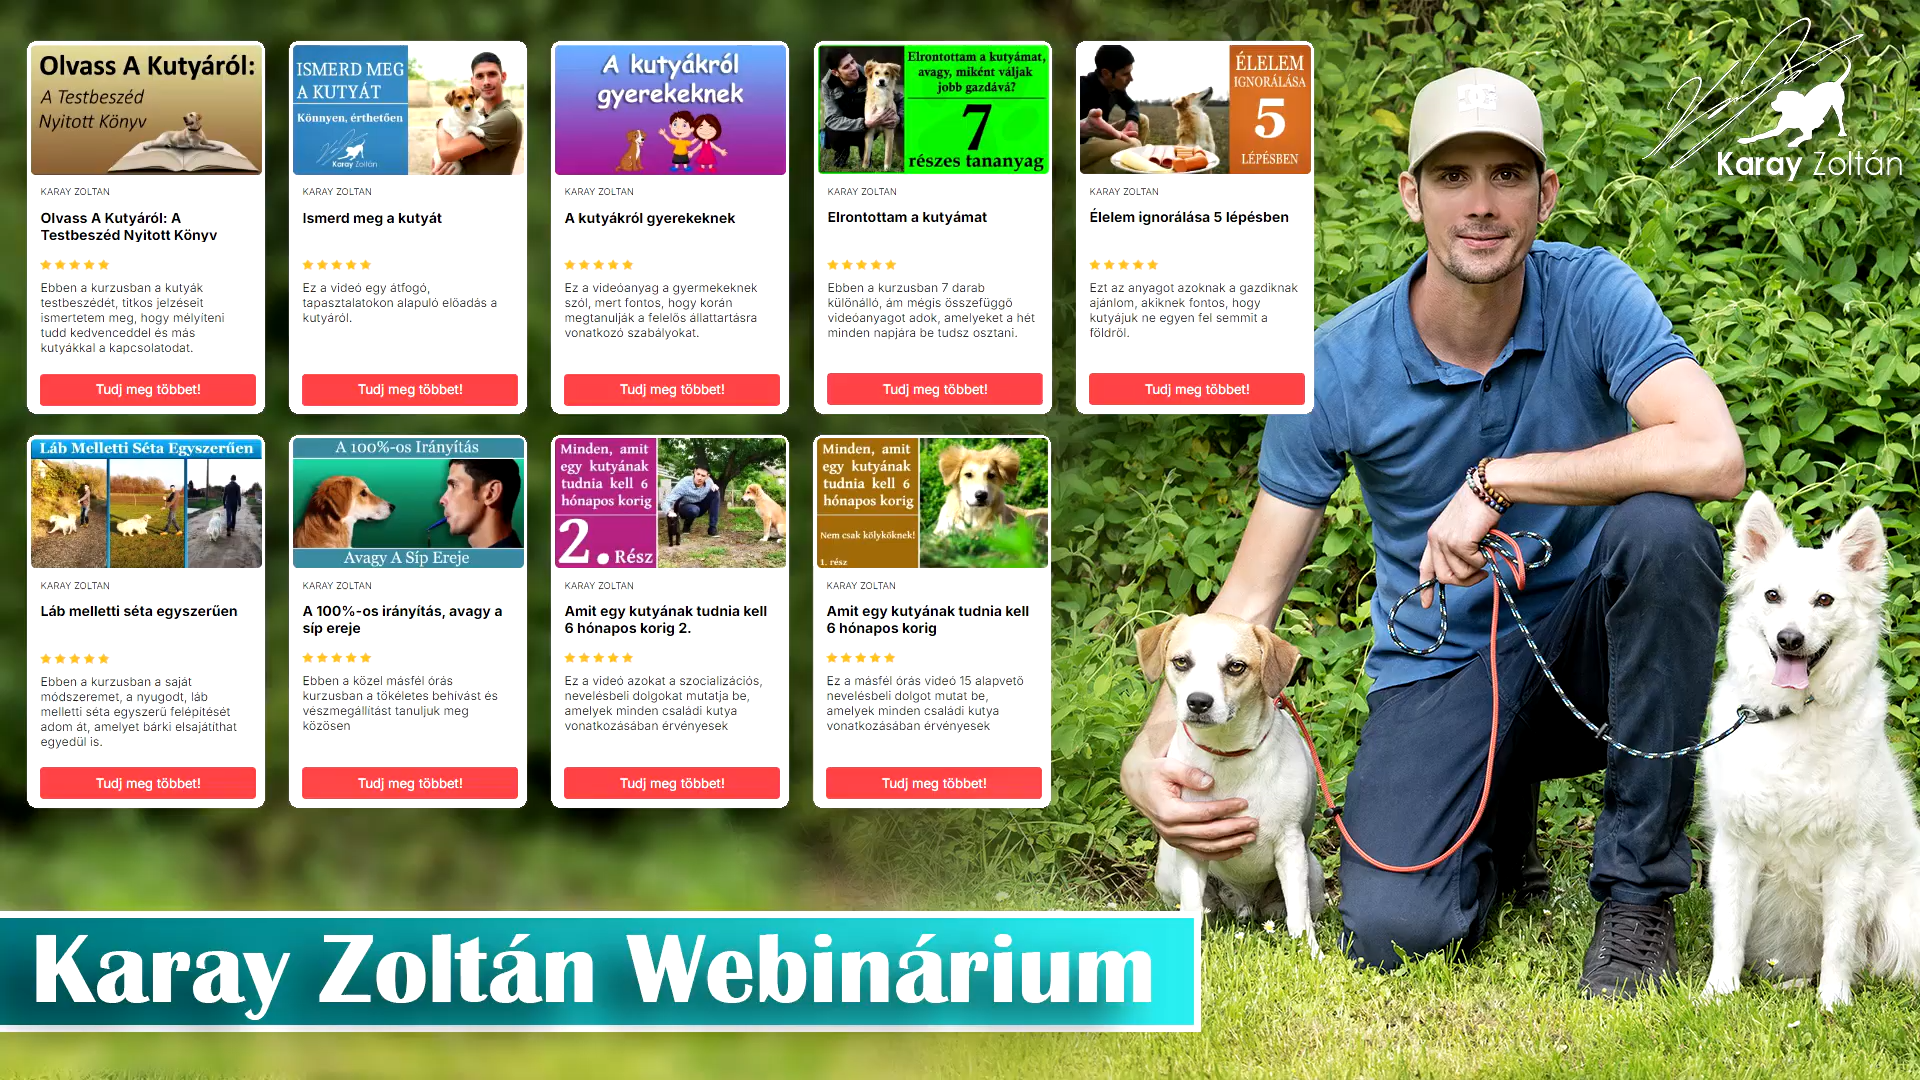 Olvass A Kutyáról:
A Testbeszéd
Nyitott Könyv
KARAY ZOLTAN
Olvass A Kutyáról: A
Testbeszéd Nyitott Könyv
Ebben a kurzusban a kutyák
testbeszédét, titkos jelzéseit
ismertetem meg, hogy mélyíteni
tudd kedvenceddel és más
kutyákkal a kapcsolatodat.
Tudj meg többet!
ISMERD MEG
A KUTYÁT
Könnyen, érthetően
Karay Zoltán
KARAY ZOLTAN
Ismerd meg a kutyát
Ez a videó egy átfogó,
tapasztalatokon alapuló előadás a
kutyáról.
Tudj meg többet!
A kutyákról
gyerekeknek
KARAY ZOLTAN
A kutyákról gyerekeknek
Ez a videóanyag a gyermekeknek
szól, mert fontos, hogy korán
megtanulják a felelős állattartásra
vonatkozó szabályokat.
Tudj meg többet!
Elrontottam a kutyámat,
avagy, miként váljak
jobb gazdává?
7
részes tananyag
KARAY ZOLTAN
Elrontottam a kutyámat
Ebben a kurzusban 7 darab
különálló, ám mégis összefüggő
videóanyagot adok, amelyeket a hét
minden napjára be tudsz osztani.
Tudj meg többet!
ÉLELEM
IGNORÁLÁSA
5
LÉPÉSBEN
KARAY ZOLTAN
Élelem ignorálása 5 lépésben
Ezt az anyagot azoknak a gazdiknak
ajánlom, akiknek fontos, hogy
kutyájuk ne egyen fel semmit a
földről.
Tudj meg többet!
Karay Zoltán
Láb Melletti Séta Egyszerűen
KARAY ZOLTAN
Láb melletti séta egyszerűen
Ebben a kurzusban a saját
módszeremet, a nyugodt, láb
melletti séta egyszerű felépítését
adom át, amelyet bárki elsajátíthat
egyedül is.
Tudj meg többet!
A 100%-os Irányítás
Avagy A Síp Ereje
KARAY ZOLTAN
A 100%-os irányítás, avagy a
síp ereje
Ebben a közel másfél órás
kurzusban a tökéletes behívást és
vészmegállítást tanuljuk meg
közösen
Tudj meg többet!
Minden, amit
egy kutyának
tudnia kell 6
hónapos korig
2. Rész
KARAY ZOLTAN
Amit egy kutyának tudnia kell
6 hónapos korig 2.
Ez a videó azokat a szocializációs,
nevelésbeli dolgokat mutatja be,
amelyek minden családi kutya
vonatkozásában érvényesek
Tudj meg többet!
Minden, amit
egy kutyának
tudnia kell 6
hónapos korig
Nem csak kölyköknek!
1. rész
KARAY ZOLTAN
Amit egy kutyának tudnia kell
6 hónapos korig
Ez a másfél órás videó 15 alapvető
nevelésbeli dolgot mutat be,
amelyek minden családi kutya
vonatkozásában érvényesek
Tudj meg többet!
Karay Zoltán Webinárium